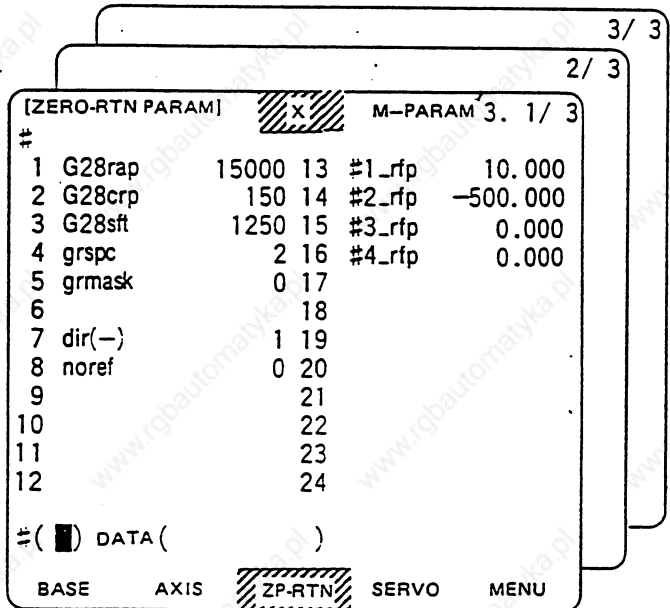 3/ 3
2/ 3
[ZERO-RTN PARAM] X M-PARAM 3. 1/ 3
#
1 G28rap 15000 13 #1_rfp 10.000
2 G28crp 150 14 #2_rfp -500.000
3 G28sft 1250 15 #3_rfp 0.000
4 grspc 2 16 #4_rfp 0.000
5 grmask 0 17
6 18
7 dir(-) 1 19
8 noref 0 20
9 21
10 22
11 23
12 24
#( ) DATA ( )
BASE AXIS ZP-RTN SERVO MENU
www.rgbautomatyka.pl